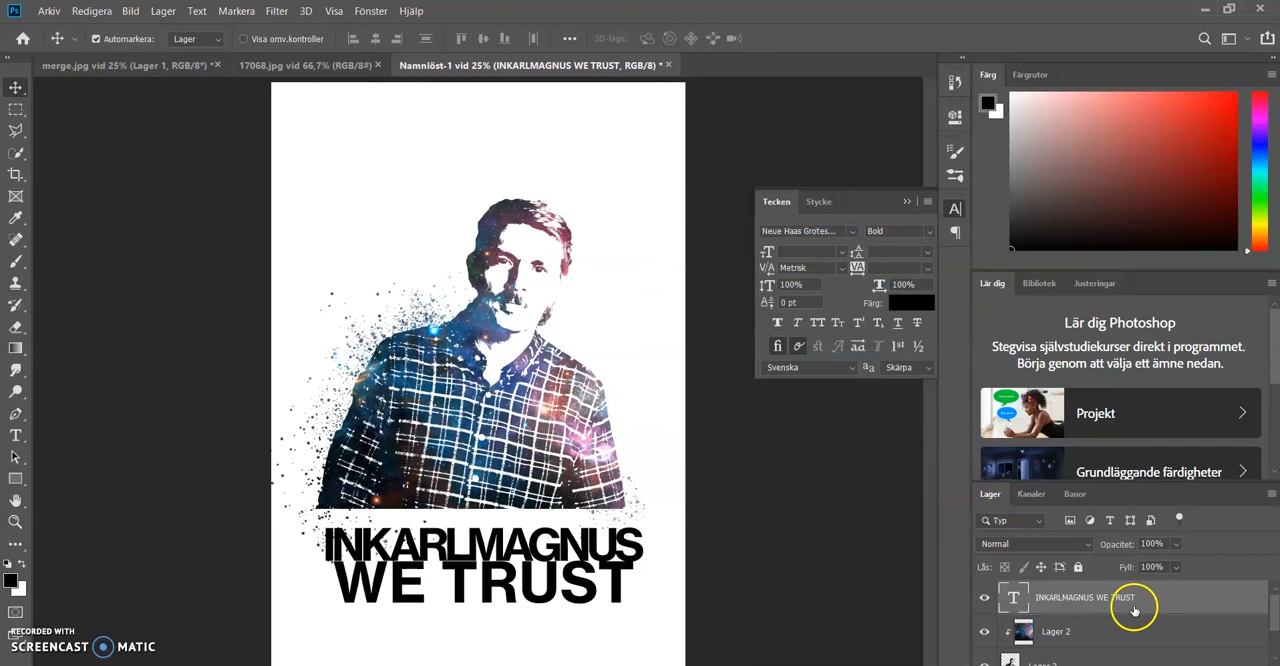 Ps Arkiv Redigera Bild Lager Text Markera Filter 3D Visa Fönster Hjälp
Automarkera: Lager Visa omv.kontroller 3D-läge:
merge.jpg vid 25% (Lager 1, RGB/8*) * 17068.jpg vid 66,7% (RGB/8#) Namnlöst-1 vid 25% (INKARLMAGNUS WE TRUST, RGB/8) *
Färg Färgrutor
Tecken Stycke
Neue Haas Grotes... Bold
Metrisk
100% 100%
0 pt Färg:
Svenska Skärpa
Lär dig Bibliotek Justeringar
Lär dig Photoshop
Stegvisa självstudiekurser direkt i programmet.
Börja genom att välja ett ämne nedan.
Projekt
Grundläggande färdigheter
Lager Kanaler Banor
Typ
Normal Opacitet: 100%
Lås: Fyll: 100%
INKARLMAGNUS WE TRUST
Lager 2
INKARLMAGNUS
WE TRUST
RECORDED WITH
SCREENCAST MATIC